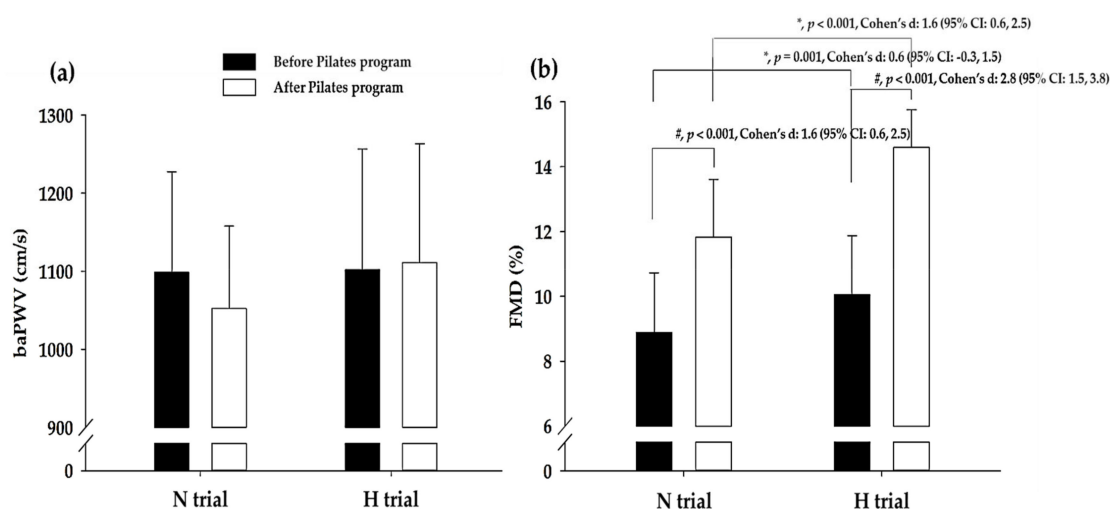 *, p < 0.001, Cohen's d: 1.6 (95% CI: 0.6, 2.5)
(a)
Before Pilates program
After Pilates program
(b)
*, p = 0.001, Cohen's d: 0.6 (95% CI: -0.3, 1.5)
#, p < 0.001, Cohen's d: 2.8 (95% CI: 1.5, 3.8)
#, p < 0.001, Cohen's d: 1.6 (95% CI: 0.6, 2.5)
baPWV (cm/s)
1300
1200
1100
1000
900
0
N trial
H trial
FMD (%)
16
14
12
10
8
6
0
N trial
H trial